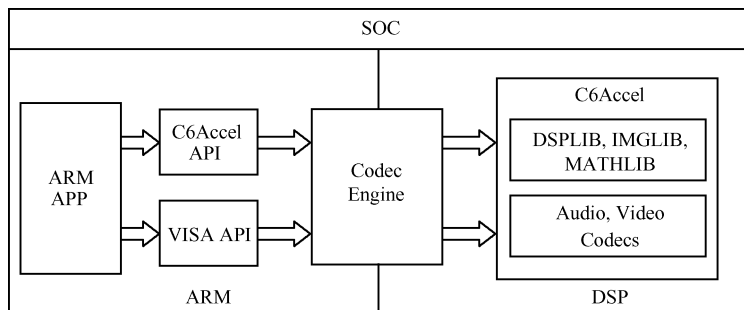 SOC
ARM
APP
C6Accel
API
VISA API
Codec
Engine
C6Accel
DSPLIB, IMGLIB,
MATHLIB
Audio, Video
Codecs
ARM
DSP